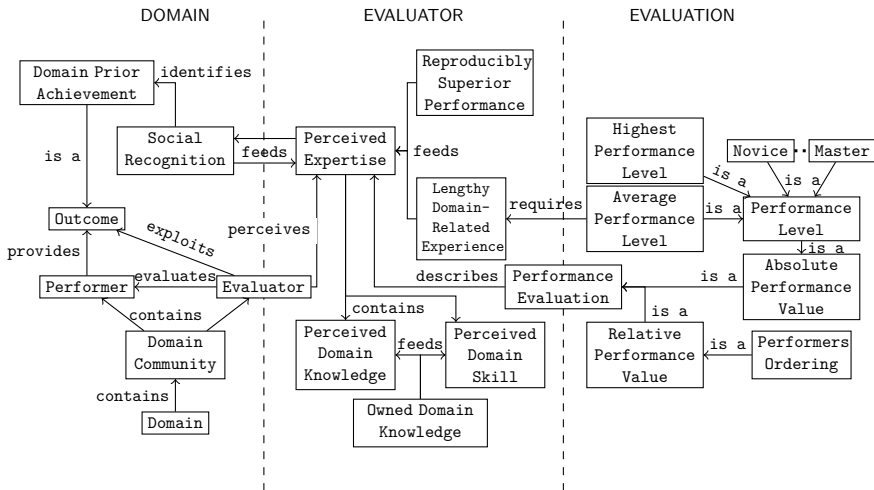 DOMAIN
EVALUATOR
EVALUATION
Domain Prior
Achievement
identifies
Social
Recognition
feeds
is a
Outcome
exploits
provides
Performer
evaluates
Evaluator
perceives
contains
Domain
Community
contains
Domain
Reproducibly
Superior
Performance
Perceived
Expertise
feeds
Lengthy
Domain-
Related
Experience
requires
describes
Performance
Evaluation
contains
Perceived
Domain
Knowledge
feeds
Perceived
Domain
Skill
Owned Domain
Knowledge
Highest
Performance
Level
is a
Novice
Master
is a
Average
Performance
Level
is a
Performance
Level
is a
Absolute
Performance
Value
is a
is a
Relative
Performance
Value
is a
Performers
Ordering